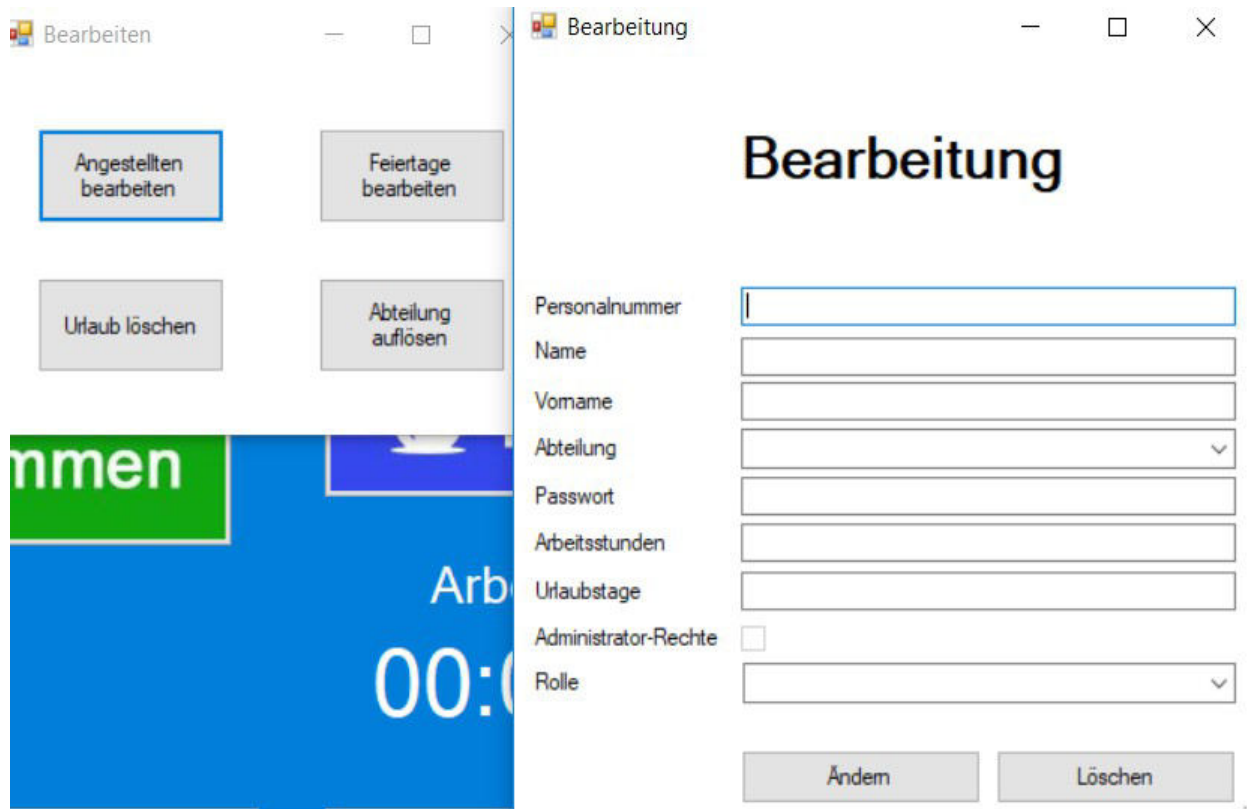 Bearbeiten
Angestellten
bearbeiten
Feiertage
bearbeiten
Urlaub löschen
Abteilung
auflösen
mmen
Arb
00:0
Bearbeitung
Bearbeitung
Personalnummer
Name
Vorname
Abteilung
Passwort
Arbeitsstunden
Urlaubstage
Administrator-Rechte
Rolle
Ändern
Löschen